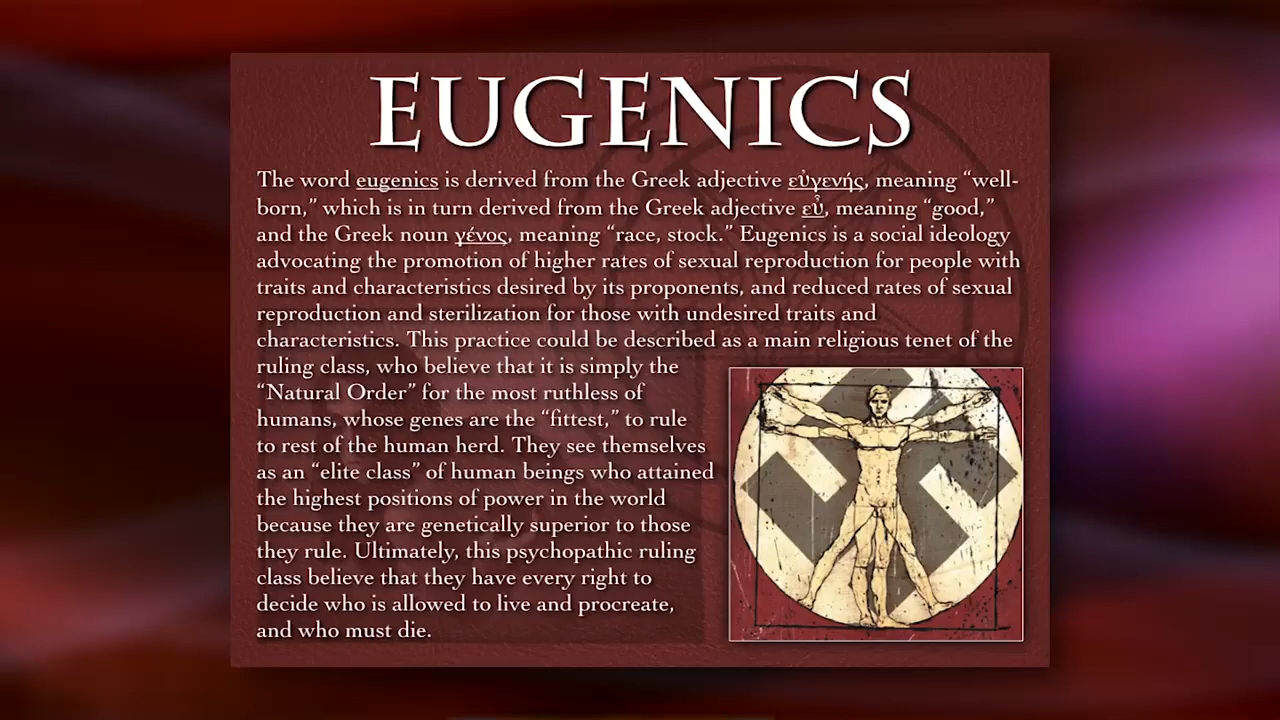 EUGENICS
The word eugenics is derived from the Greek adjective εὐγενής, meaning “well-
born,” which is in turn derived from the Greek adjective εὖ, meaning “good,”
and the Greek noun γένος, meaning “race, stock.” Eugenics is a social ideology
advocating the promotion of higher rates of sexual reproduction for people with
traits and characteristics desired by its proponents, and reduced rates of sexual
reproduction and sterilization for those with undesired traits and
characteristics. This practice could be described as a main religious tenet of the
ruling class, who believe that it is simply the
“Natural Order” for the most ruthless of
humans, whose genes are the “fittest,” to rule
to rest of the human herd. They see themselves
as an “elite class” of human beings who attained
the highest positions of power in the world
because they are genetically superior to those
they rule. Ultimately, this psychopathic ruling
class believe that they have every right to
decide who is allowed to live and procreate,
and who must die.